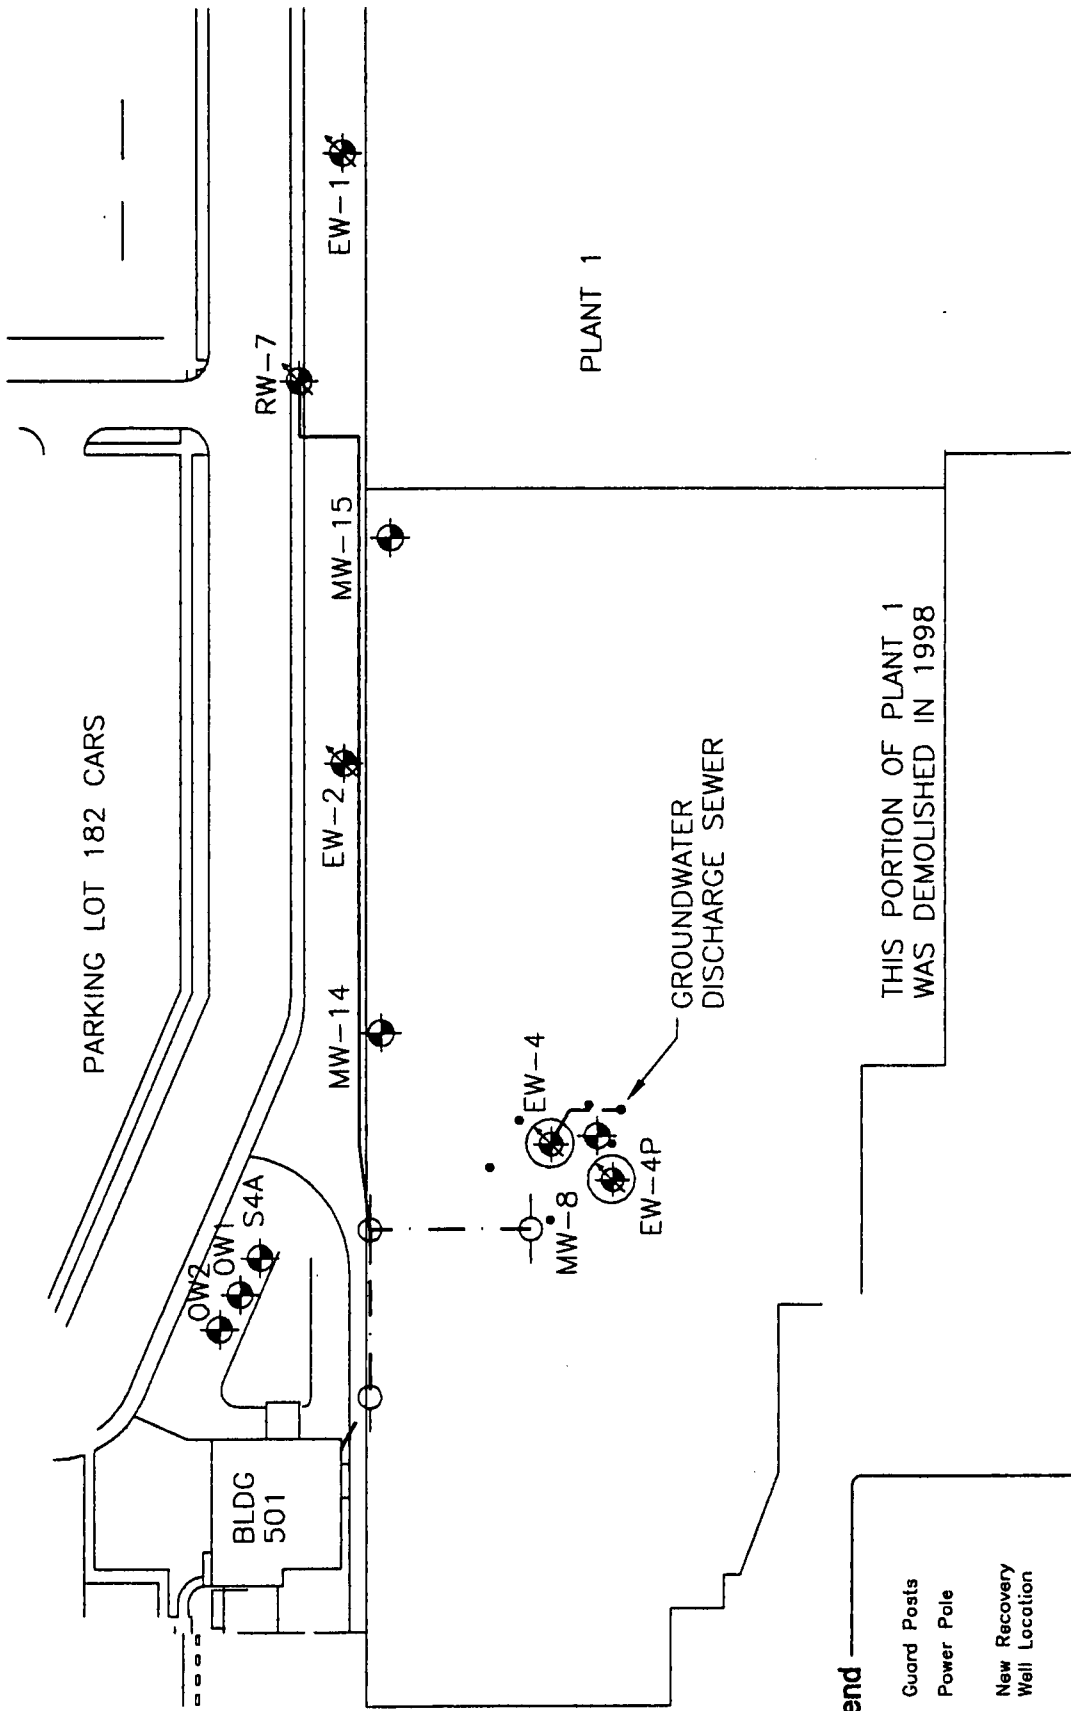 PARKING LOT 182 CARS
BLDG
501
OW2
OW1
S4A
MW-14
EW-2
MW-15
RW-7
EW-1
MW-8
EW-4
EW-4P
GROUNDWATER
DISCHARGE SEWER
PLANT 1
THIS PORTION OF PLANT 1
WAS DEMOLISHED IN 1998
end
Guard Posts
Power Pole
New Recovery
Well Location